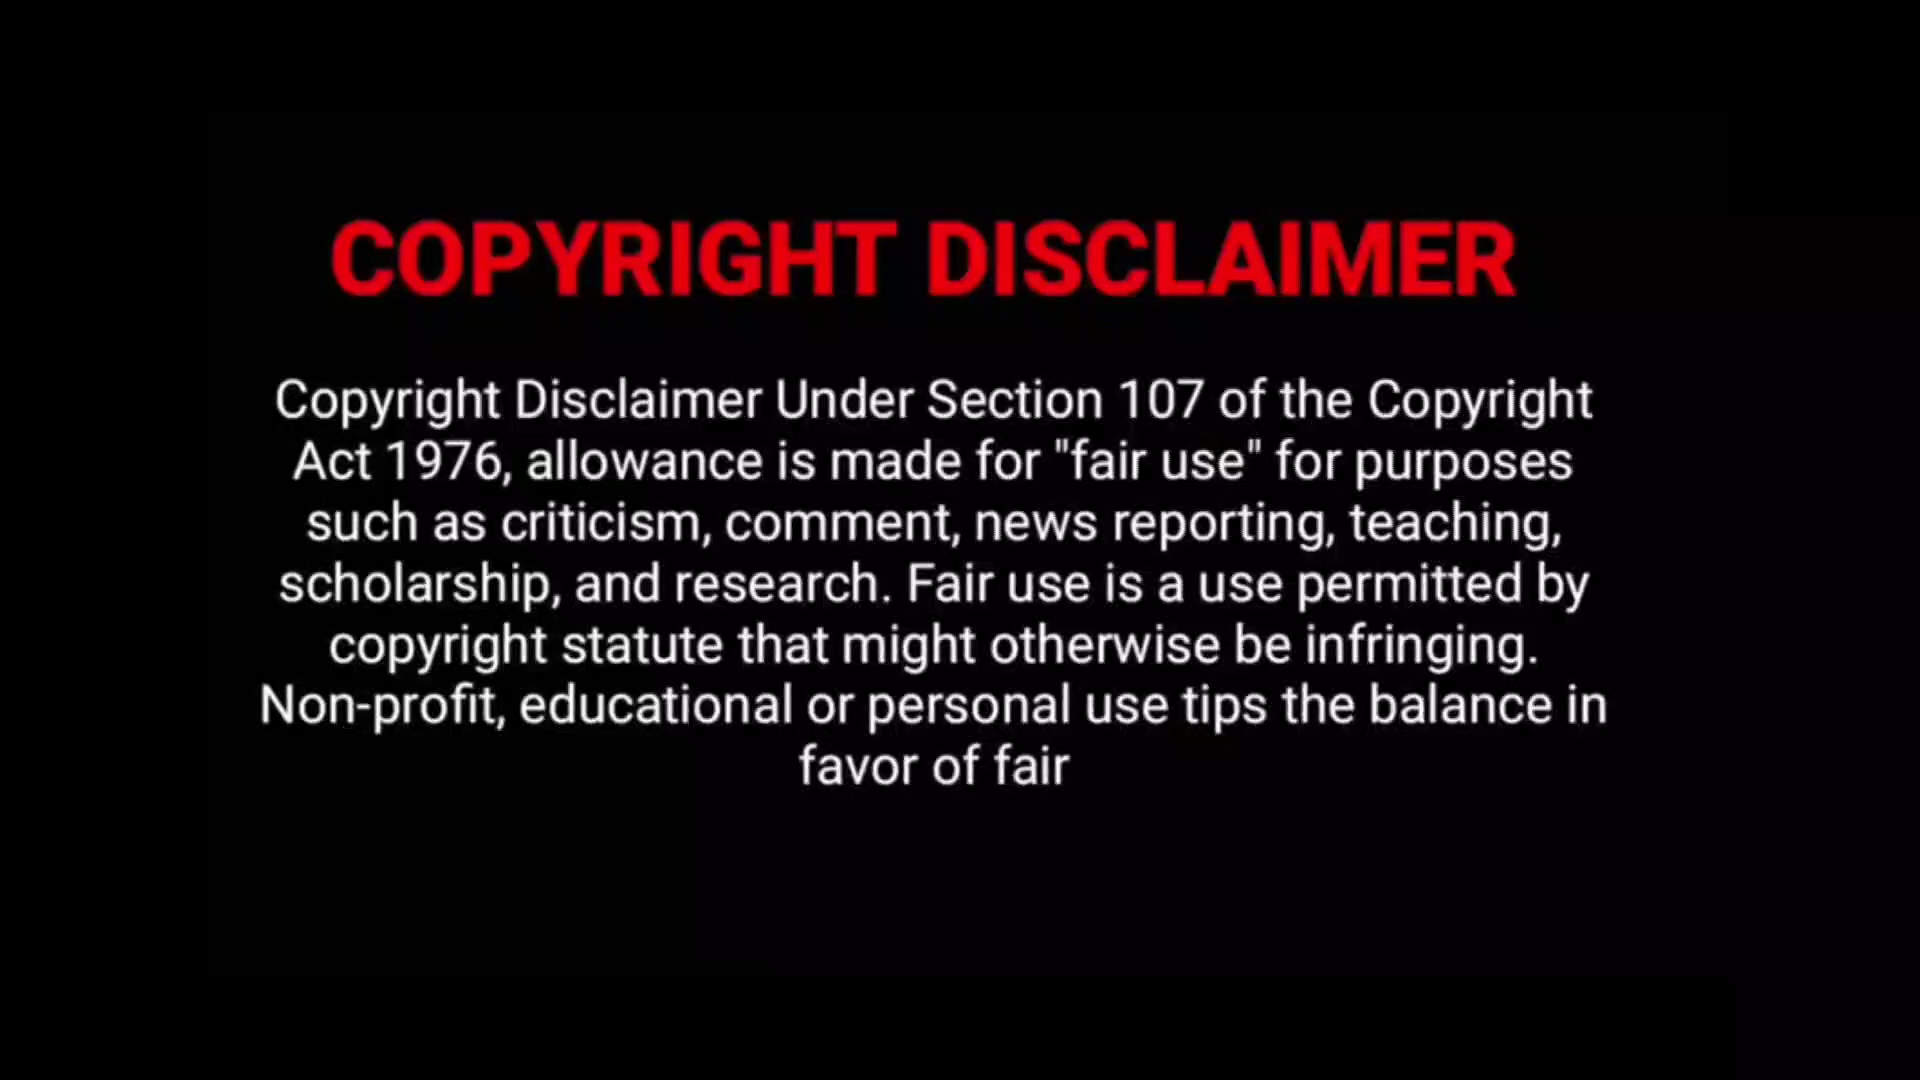 COPYRIGHT DISCLAIMER
Copyright Disclaimer Under Section 107 of the Copyright
Act 1976, allowance is made for "fair use" for purposes
such as criticism, comment, news reporting, teaching,
scholarship, and research. Fair use is a use permitted by
copyright statute that might otherwise be infringing.
Non-profit, educational or personal use tips the balance in
favor of fair